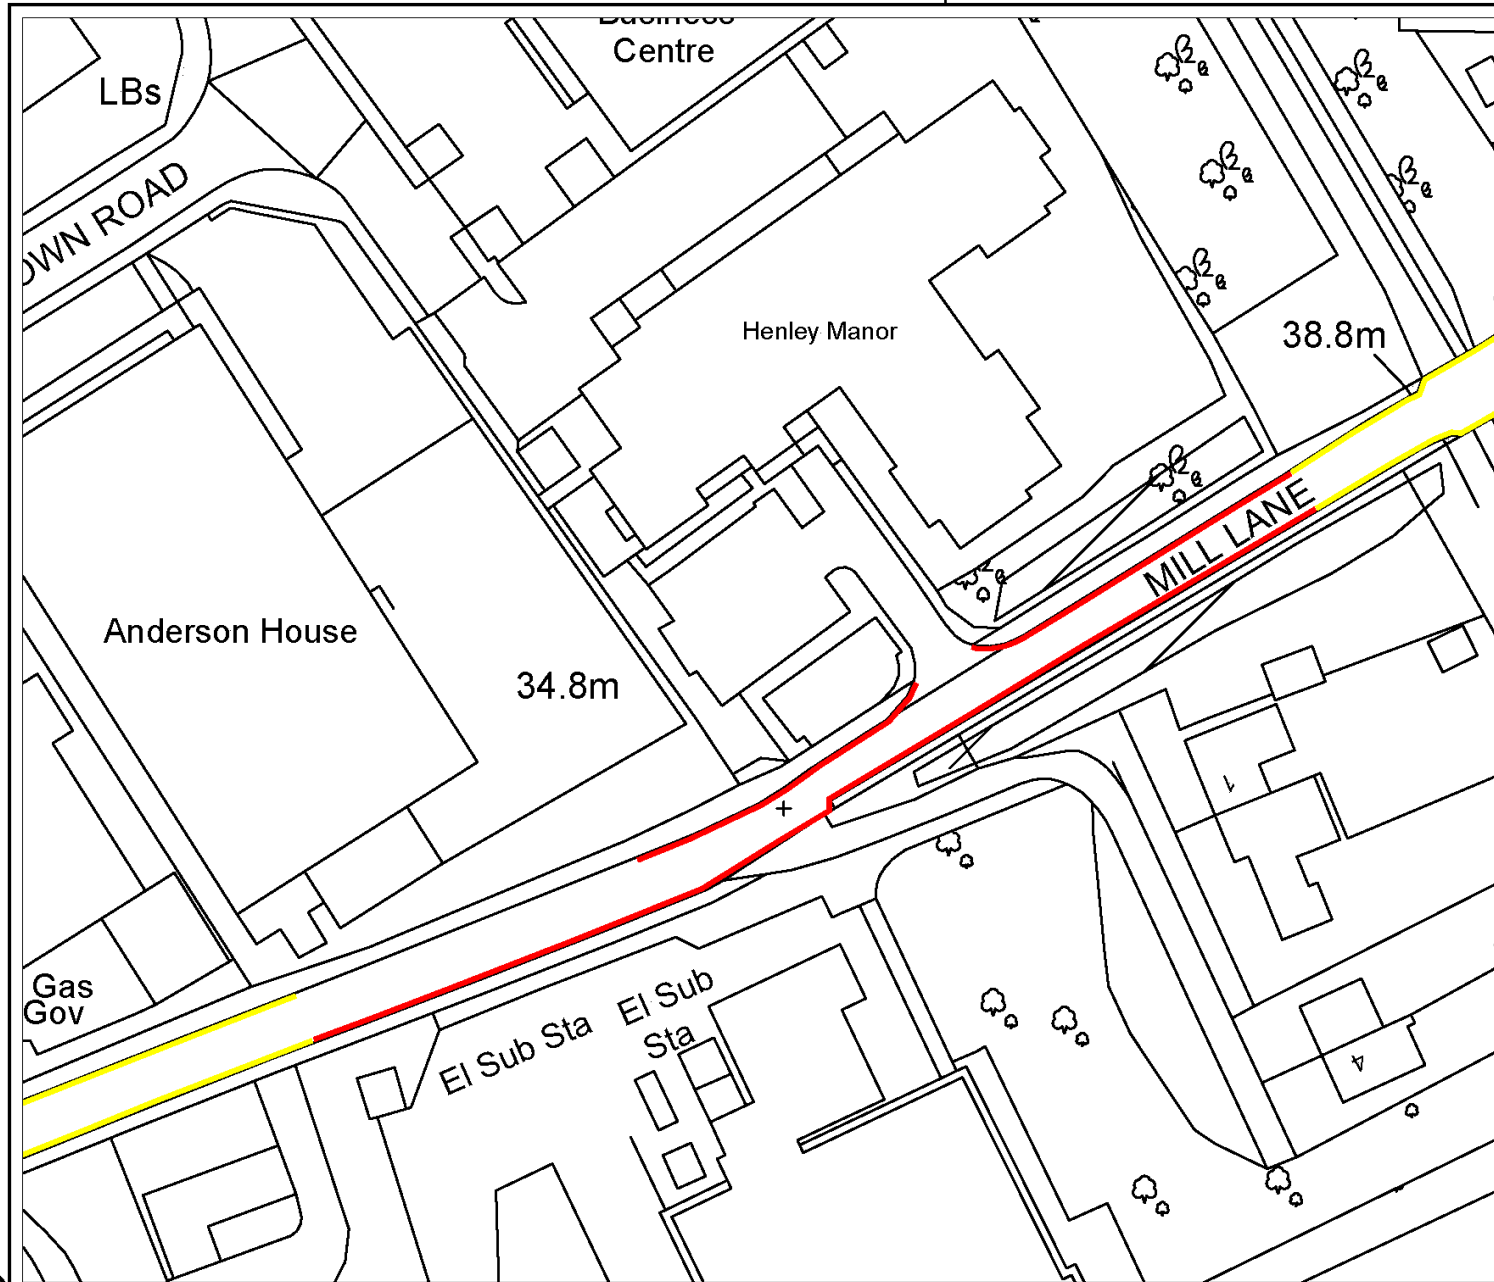 Centre
LBs
OWN ROAD
Henley Manor
38.8m
MILL LANE
Anderson House
34.8m
1
Gas
Gov
El Sub
Sta
El Sub Sta
4